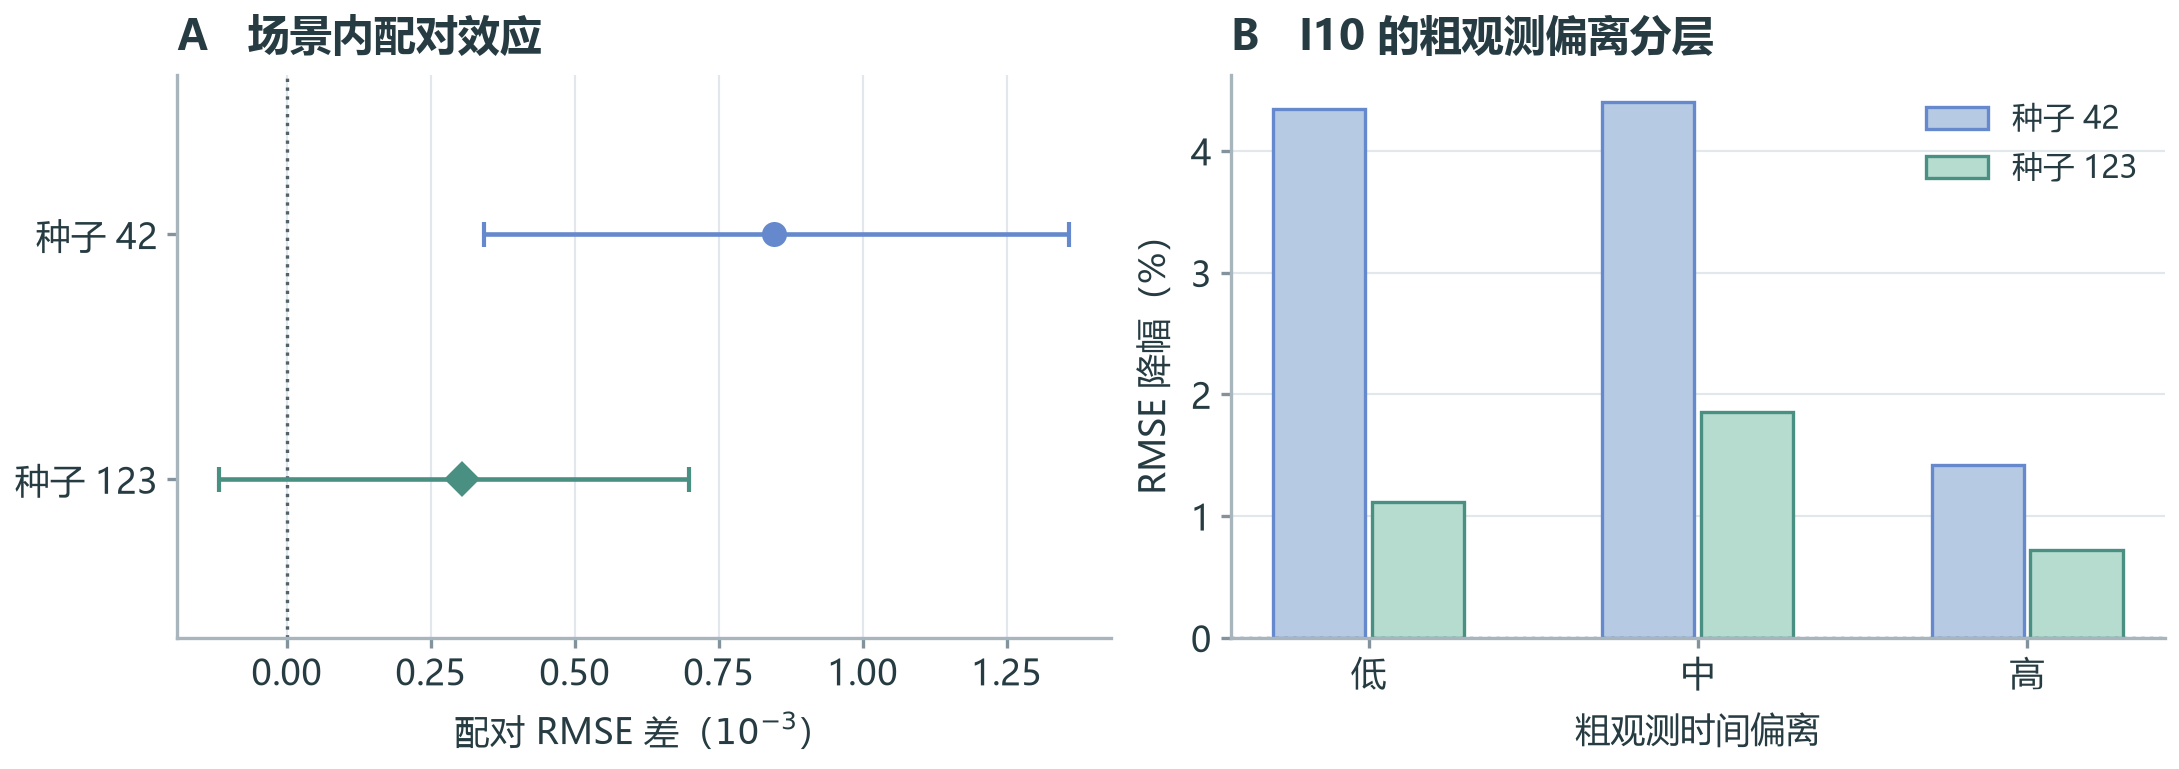 A 场景内配对效应
种子 42
种子 123
0.00 0.25 0.50 0.75 1.00 1.25
配对 RMSE 差（10⁻³）
B I10 的粗观测偏离分层
种子 42
种子 123
RMSE 降幅（%）
4
3
2
1
0
低 中 高
粗观测时间偏离